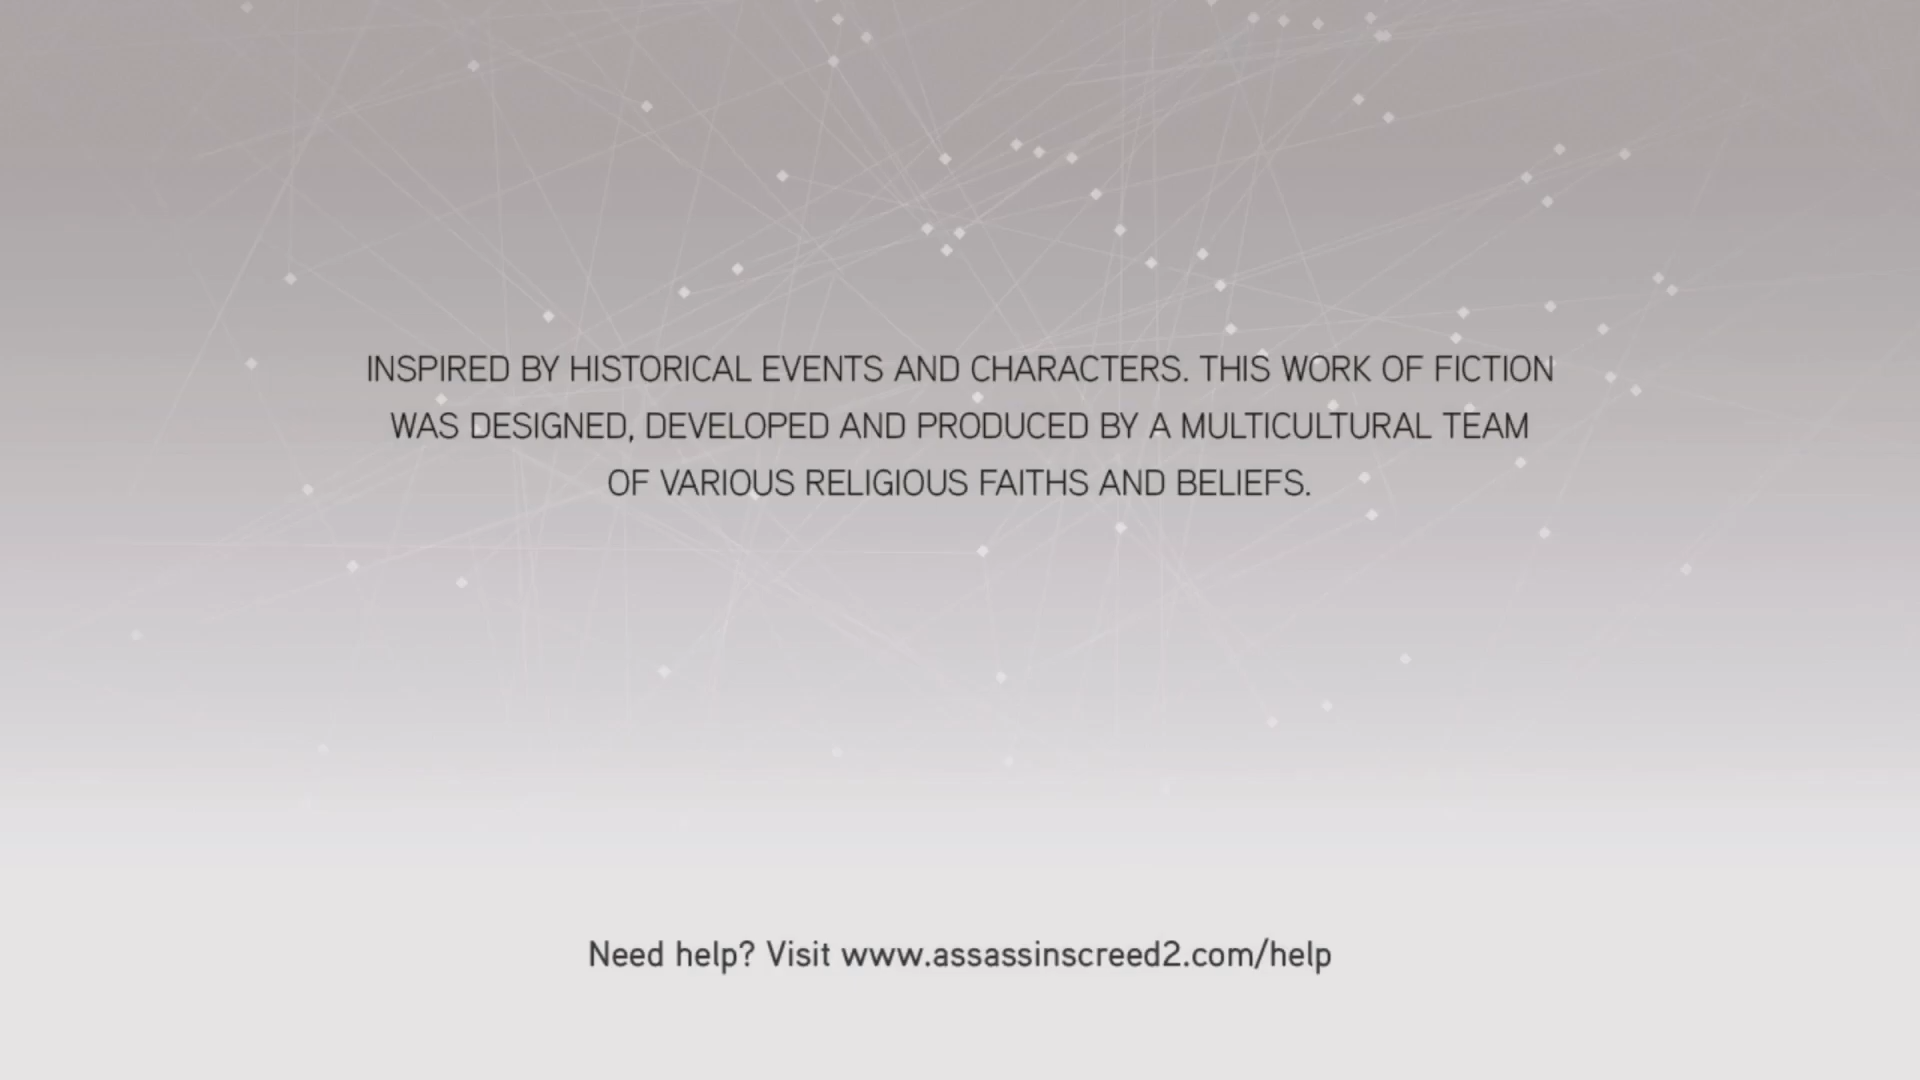 INSPIRED BY HISTORICAL EVENTS AND CHARACTERS. THIS WORK OF FICTION
WAS DESIGNED, DEVELOPED AND PRODUCED BY A MULTICULTURAL TEAM
OF VARIOUS RELIGIOUS FAITHS AND BELIEFS.
Need help? Visit www.assassinscreed2.com/help